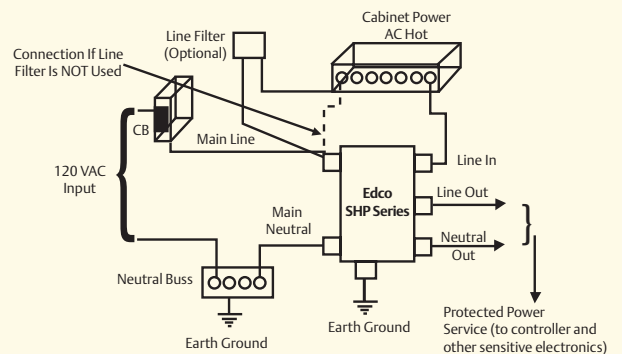 Cabinet Power
AC Hot
Line Filter
(Optional)
Connection If Line
Filter Is NOT Used
CB
Main Line
Line In
120 VAC
Input
Edco
SHP Series
Line Out
Main
Neutral
Neutral
Out
Neutral Buss
Earth Ground
Earth Ground
Protected Power
Service (to controller and
other sensitive electronics)